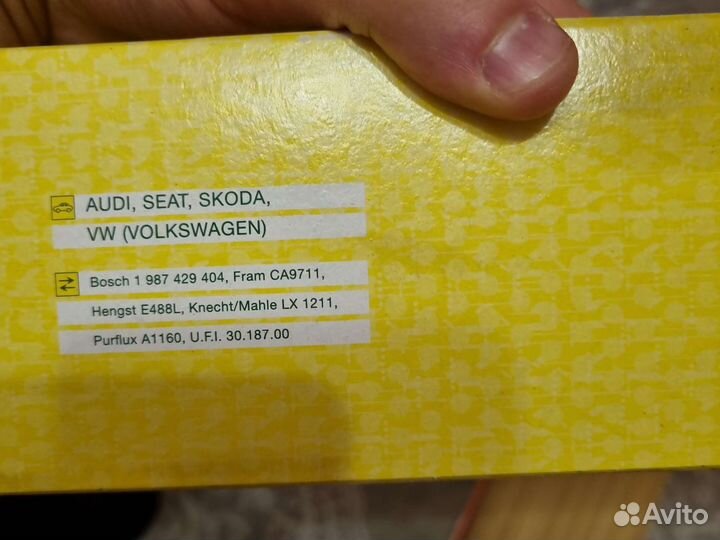 AUDI, SEAT, SKODA,
VW (VOLKSWAGEN)
Bosch 1 987 429 404, Fram CA9711,
Hengst E488L, Knecht/Mahle LX 1211,
Purflux A1160, U.F.I. 30.187.00
Avito